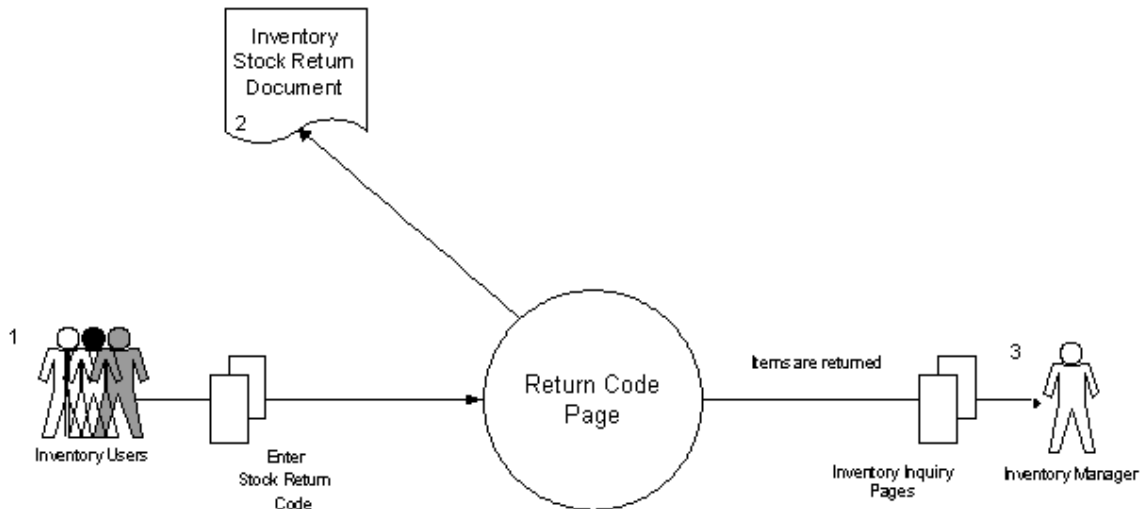 Inventory
Stock Return
Document
2
1
Inventory Users
Enter
Stock Return
Code
Return Code
Page
Items are returned
Inventory Inquiry
Pages
3
Inventory Manager